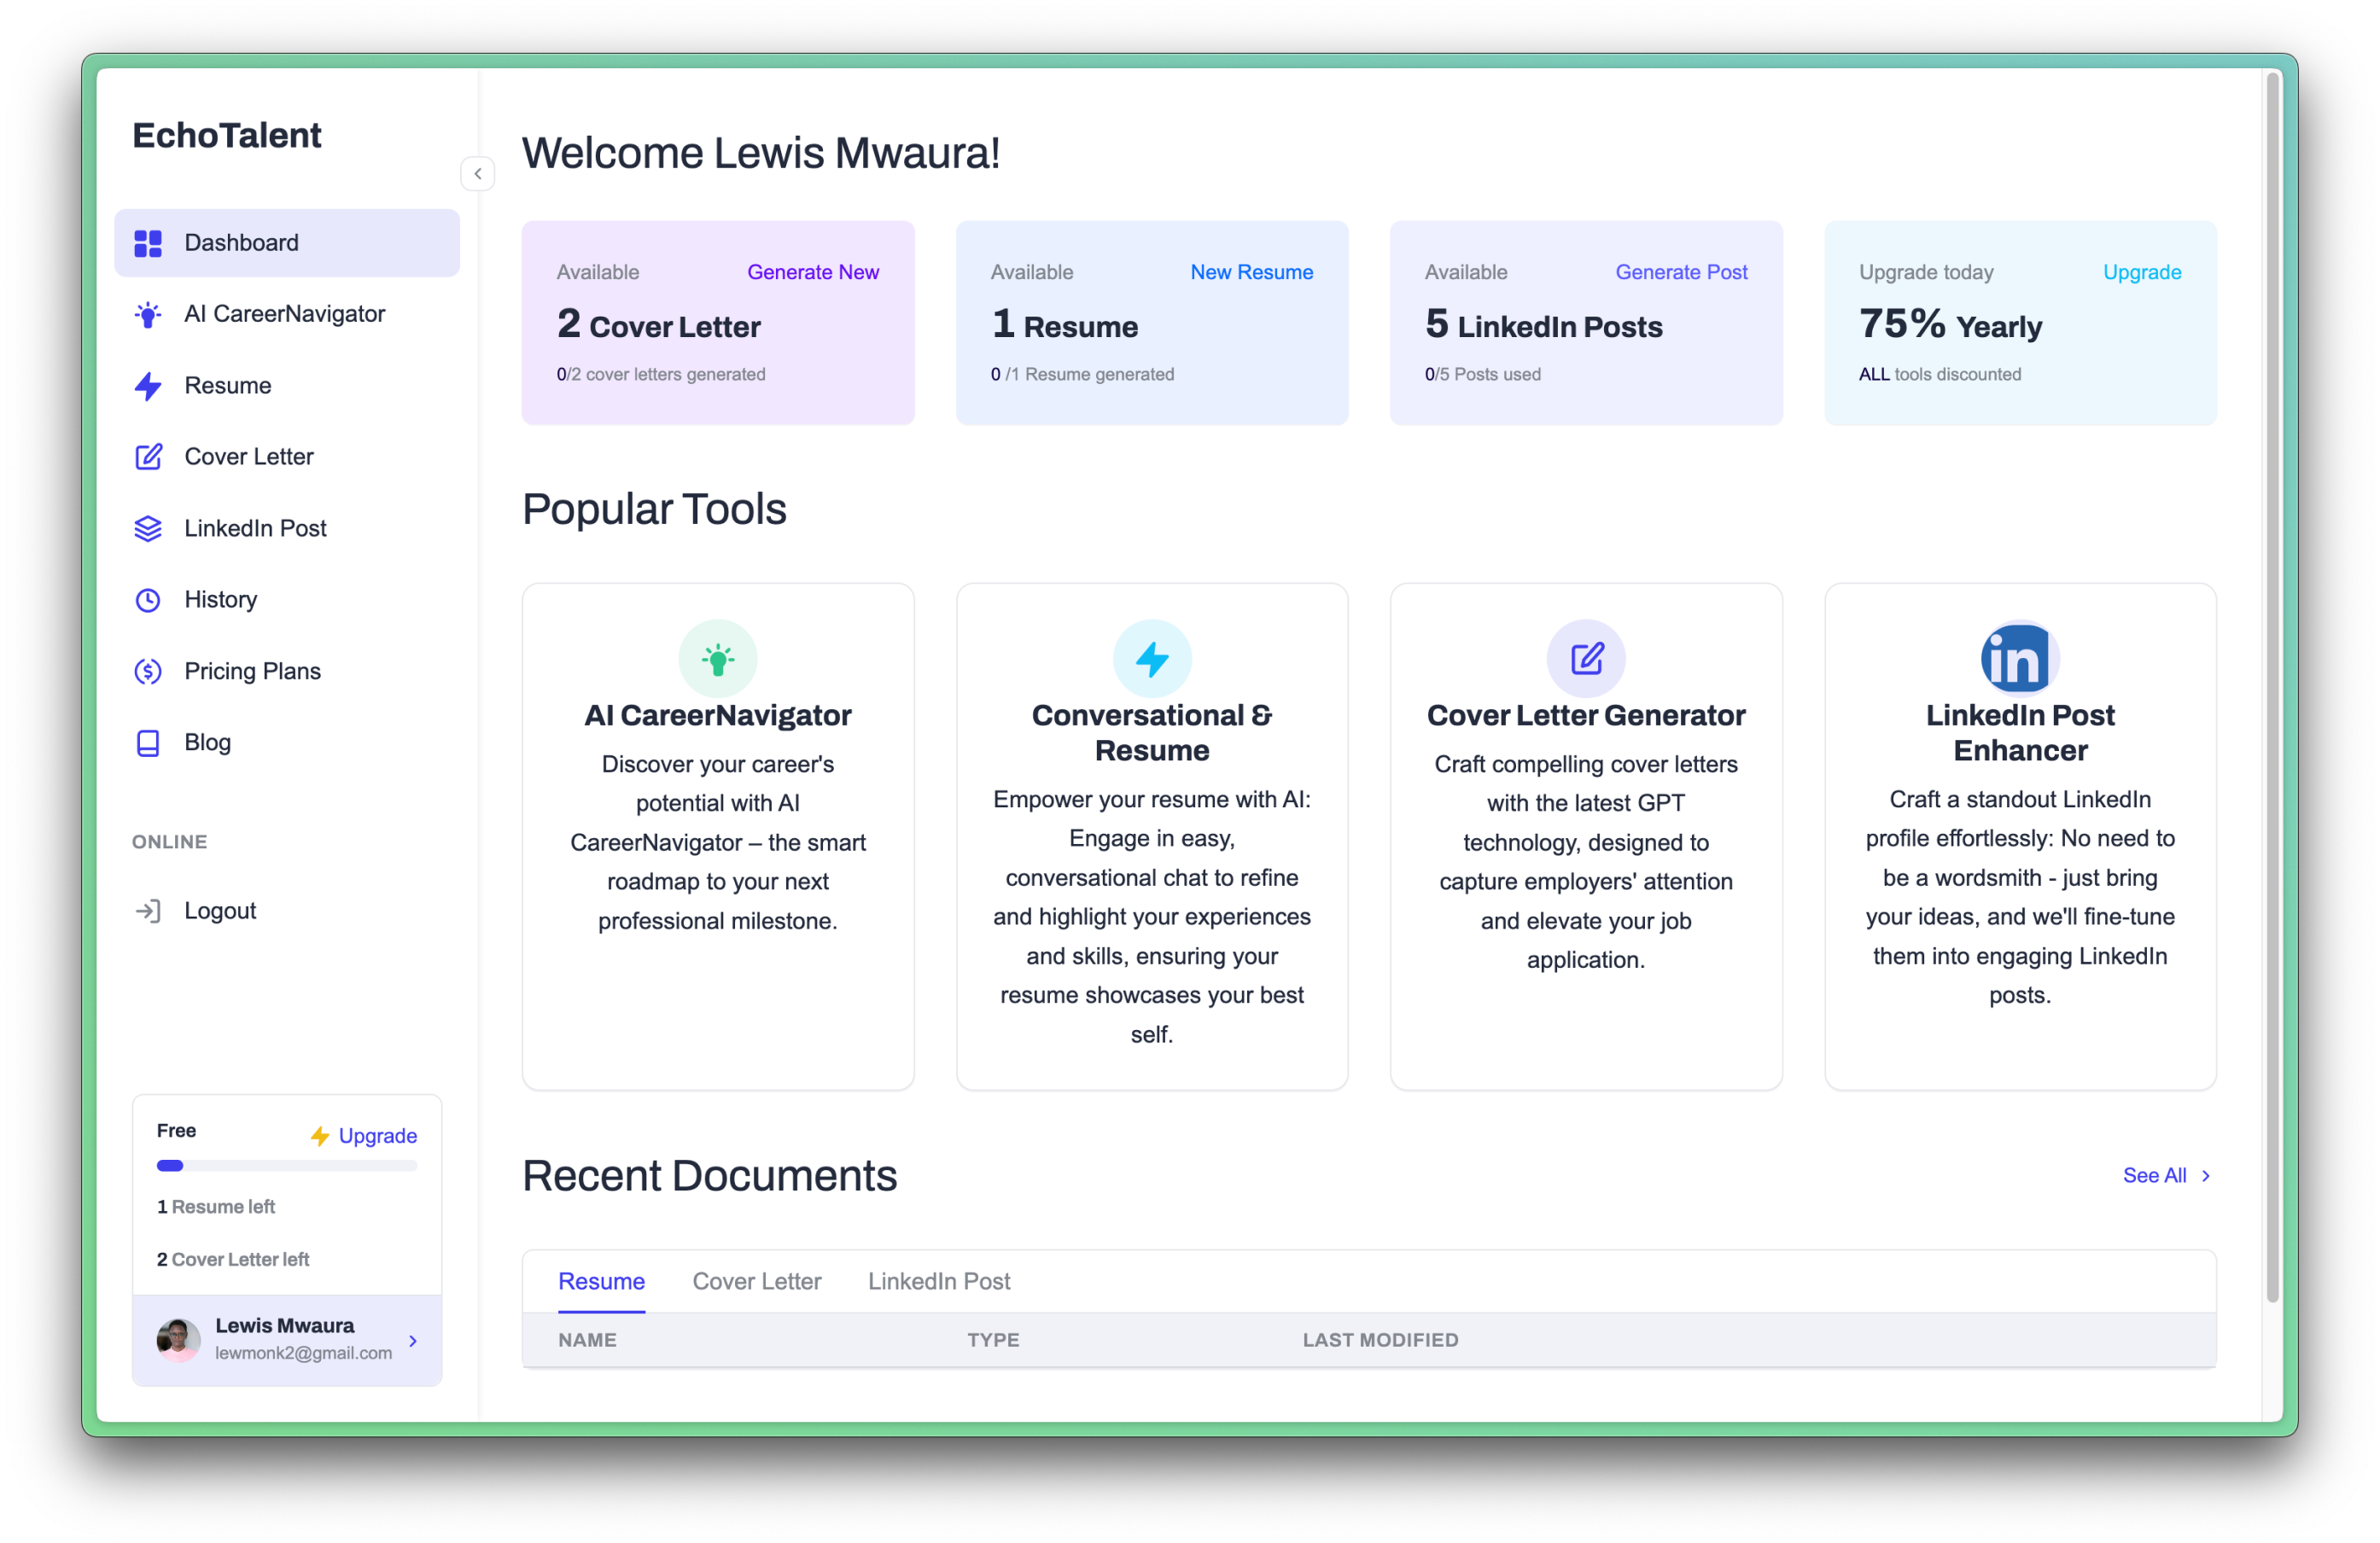 EchoTalent
Dashboard
AI CareerNavigator
Resume
Cover Letter
LinkedIn Post
History
Pricing Plans
Blog
ONLINE
Logout
Free
Upgrade
1 Resume left
2 Cover Letter left
Lewis Mwaura
lewmonk2@gmail.com
Welcome Lewis Mwaura!
Available
Generate New
2 Cover Letter
0/2 cover letters generated
Available
New Resume
1 Resume
0 /1 Resume generated
Available
Generate Post
5 LinkedIn Posts
0/5 Posts used
Upgrade today
Upgrade
75% Yearly
ALL tools discounted
Popular Tools
AI CareerNavigator
Discover your career's
potential with AI
CareerNavigator – the smart
roadmap to your next
professional milestone.
Conversational &
Resume
Empower your resume with AI:
Engage in easy,
conversational chat to refine
and highlight your experiences
and skills, ensuring your
resume showcases your best
self.
Cover Letter Generator
Craft compelling cover letters
with the latest GPT
technology, designed to
capture employers' attention
and elevate your job
application.
in
LinkedIn Post
Enhancer
Craft a standout LinkedIn
profile effortlessly: No need to
be a wordsmith - just bring
your ideas, and we'll fine-tune
them into engaging LinkedIn
posts.
Recent Documents
See All
Resume
Cover Letter
LinkedIn Post
NAME
TYPE
LAST MODIFIED